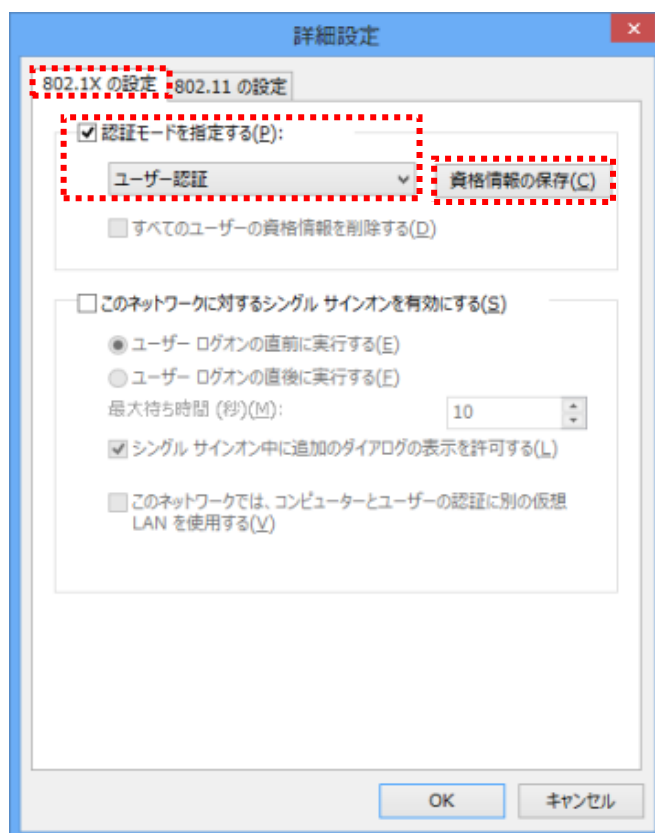 詳細設定
802.1X の設定 802.11 の設定
認証モードを指定する(P):
ユーザー認証 資格情報の保存(C)
すべてのユーザーの資格情報を削除する(D)
このネットワークに対するシングル サインオンを有効にする(S)
ユーザー ログオンの直前に実行する(E)
ユーザー ログオンの直後に実行する(F)
最大待ち時間 (秒)(M): 10
シングル サインオン中に追加のダイアログの表示を許可する(L)
このネットワークでは、コンピューターとユーザーの認証に別の仮想
LAN を使用する(V)
OK キャンセル